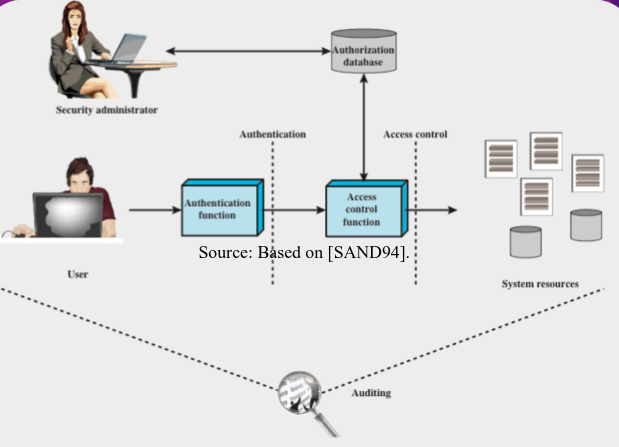 Authorization
database
Security administrator
Authentication
Access control
Authentication
function
Access
control
function
Source: Based on [SAND94].
User
System resources
Auditing